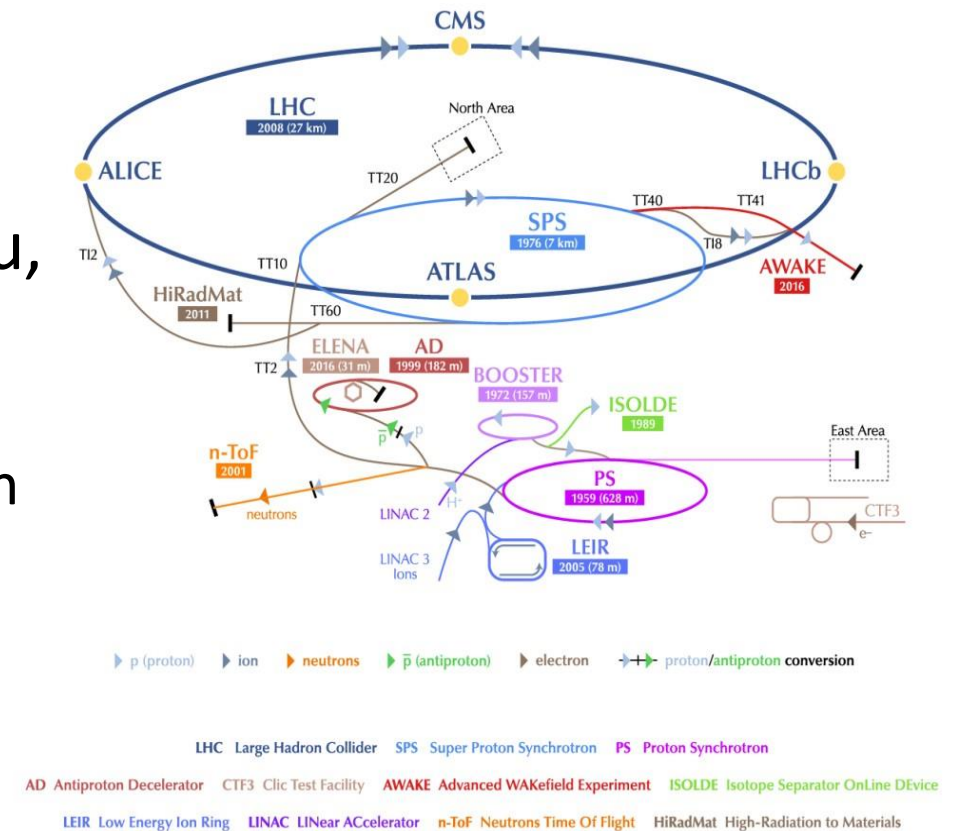 CMS
LHC
2008 (27 km)
North Area
ALICE
LHCb
TT20
TT40
TT41
SPS
1976 (7 km)
TI8
TI2
TT10
ATLAS
AWAKE
2016
u,
HiRadMat
2011
TT60
ELENA
2016 (31 m)
AD
1999 (182 m)
TT2
BOOSTER
1972 (157 m)
ISOLDE
1989
p̅
p
East Area
n-ToF
2001
n
neutrons
H⁺
LINAC 2
PS
1959 (628 m)
CTF3
e⁻
LINAC 3
Ions
LEIR
2005 (78 m)
p (proton) ion neutrons p̅ (antiproton) electron proton/antiproton conversion
LHC Large Hadron Collider SPS Super Proton Synchrotron PS Proton Synchrotron
AD Antiproton Decelerator CTF3 Clic Test Facility AWAKE Advanced WAKefield Experiment ISOLDE Isotope Separator OnLine DEvice
LEIR Low Energy Ion Ring LINAC LINear ACcelerator n-ToF Neutrons Time Of Flight HiRadMat High-Radiation to Materials